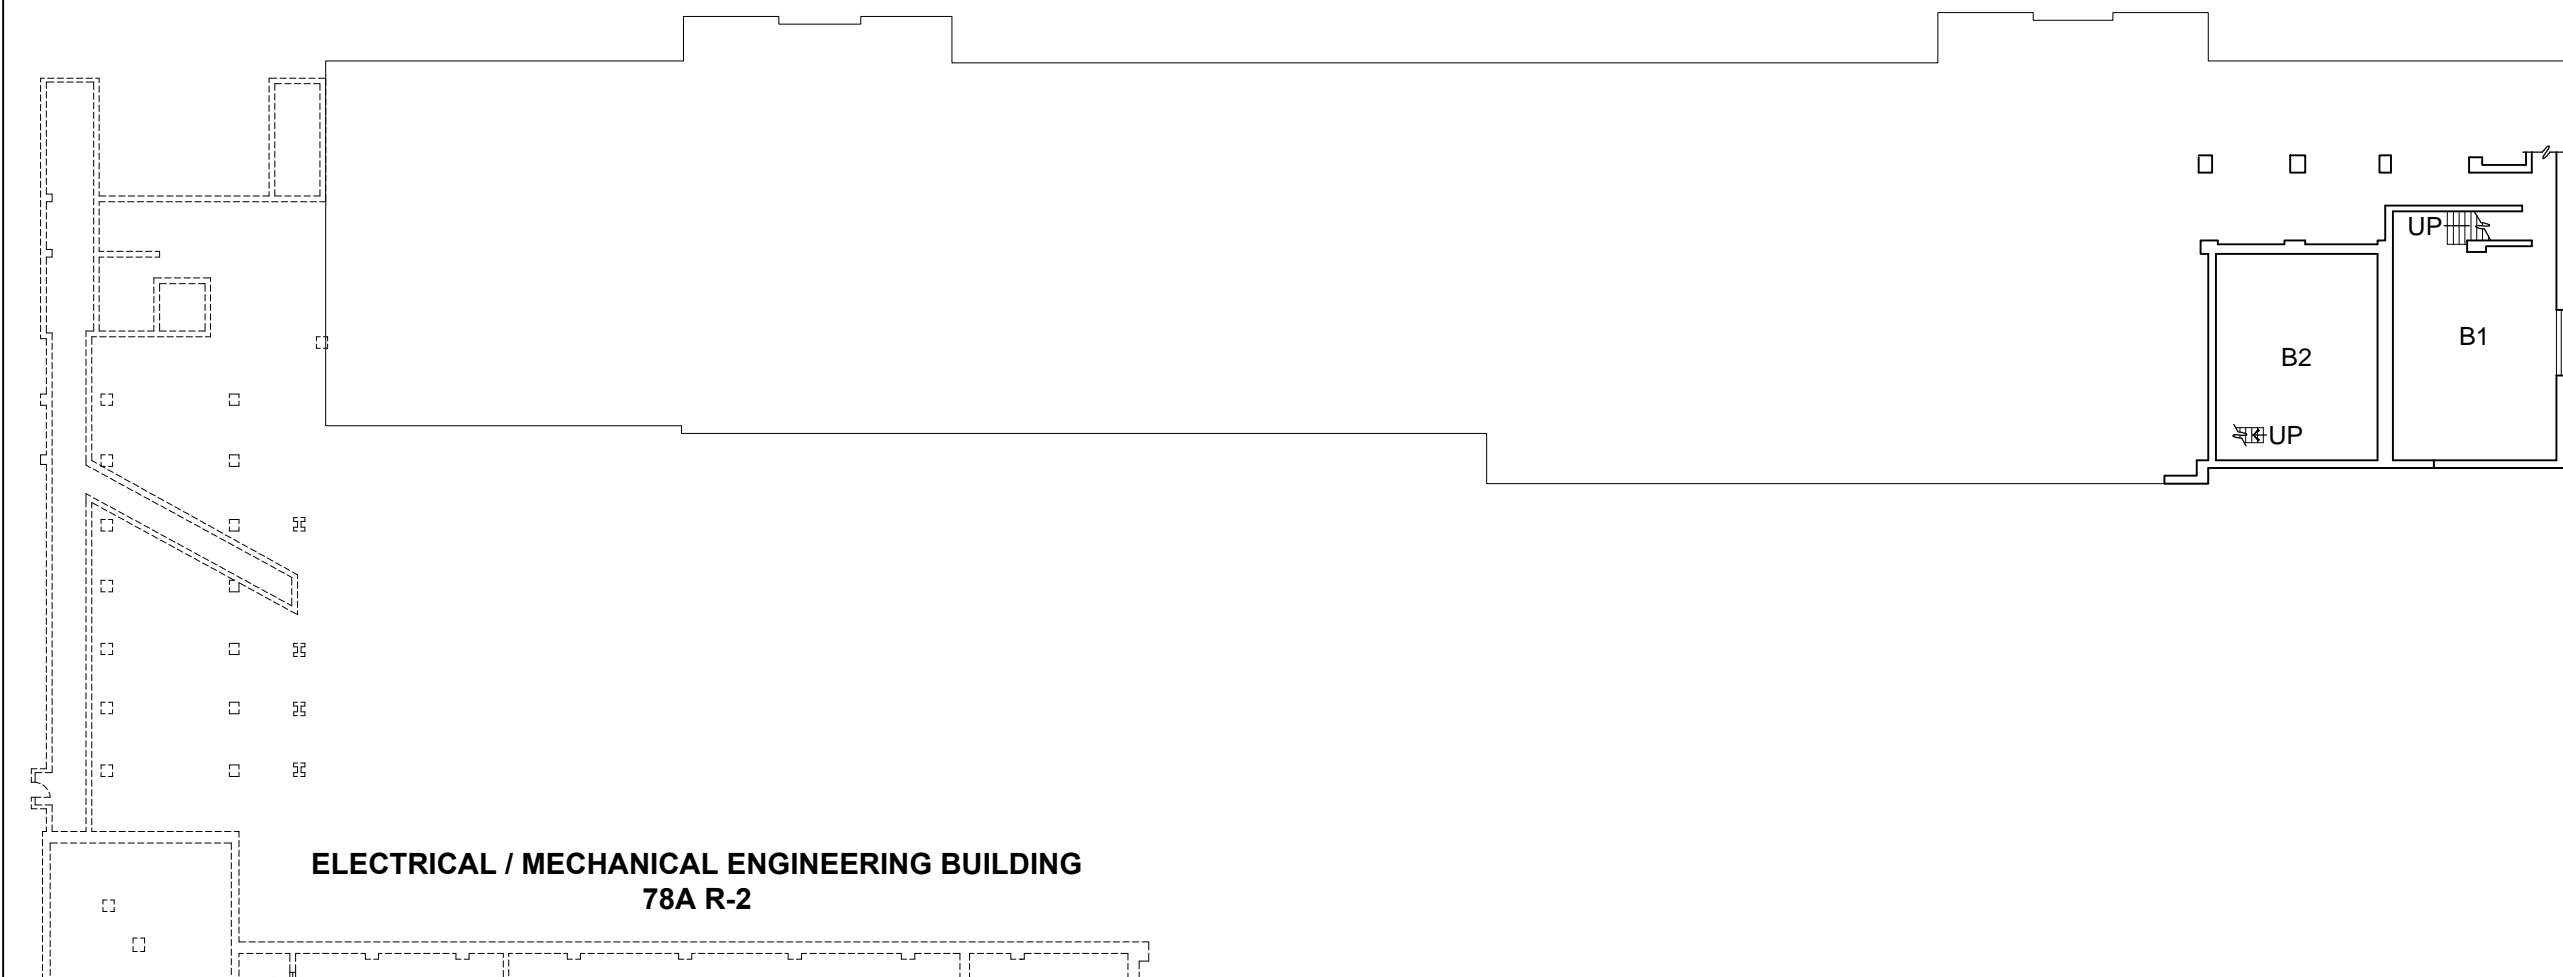 UP
B1
B2
UP
ELECTRICAL / MECHANICAL ENGINEERING BUILDING
78A R-2